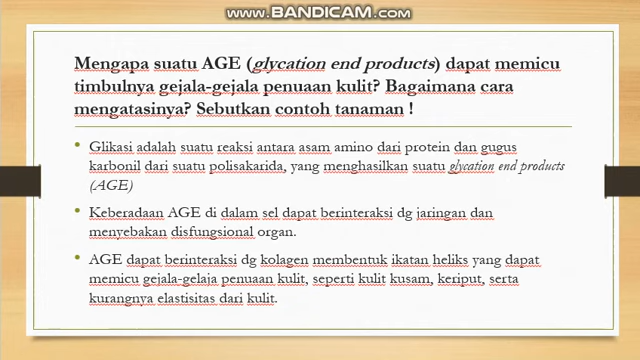 www.BANDICAM.com
Mengapa suatu AGE (glycation end products) dapat memicu
timbulnya gejala-gejala penuaan kulit? Bagaimana cara
mengatasinya? Sebutkan contoh tanaman !
• Glikasi adalah suatu reaksi antara asam amino dari protein dan gugus
karbonil dari suatu polisakarida, yang menghasilkan suatu glycation end products
(AGE)
• Keberadaan AGE di dalam sel dapat berinteraksi dg jaringan dan
menyebakan disfungsional organ.
• AGE dapat berinteraksi dg kolagen membentuk ikatan heliks yang dapat
memicu gejala-gelaja penuaan kulit, seperti kulit kusam, keriput, serta
kurangnya elastisitas dari kulit.